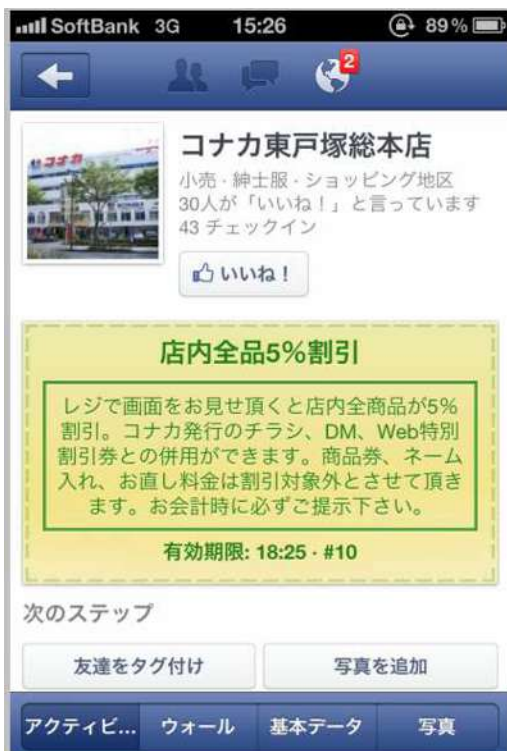 SoftBank 3G 15:26 89%
2
コナカ
コナカ東戸塚総本店
小売・紳士服・ショッピング地区
30人が「いいね！」と言っています
43 チェックイン
いいね！
店内全品5%割引
レジで画面をお見せ頂くと店内全商品が5%
割引。コナカ発行のチラシ、DM、Web特別
割引券との併用ができます。商品券、ネーム
入れ、お直し料金は割引対象外とさせて頂き
ます。お会計時に必ずご提示下さい。
有効期限: 18:25 · #10
次のステップ
友達をタグ付け 写真を追加
アクティビ... ウォール 基本データ 写真